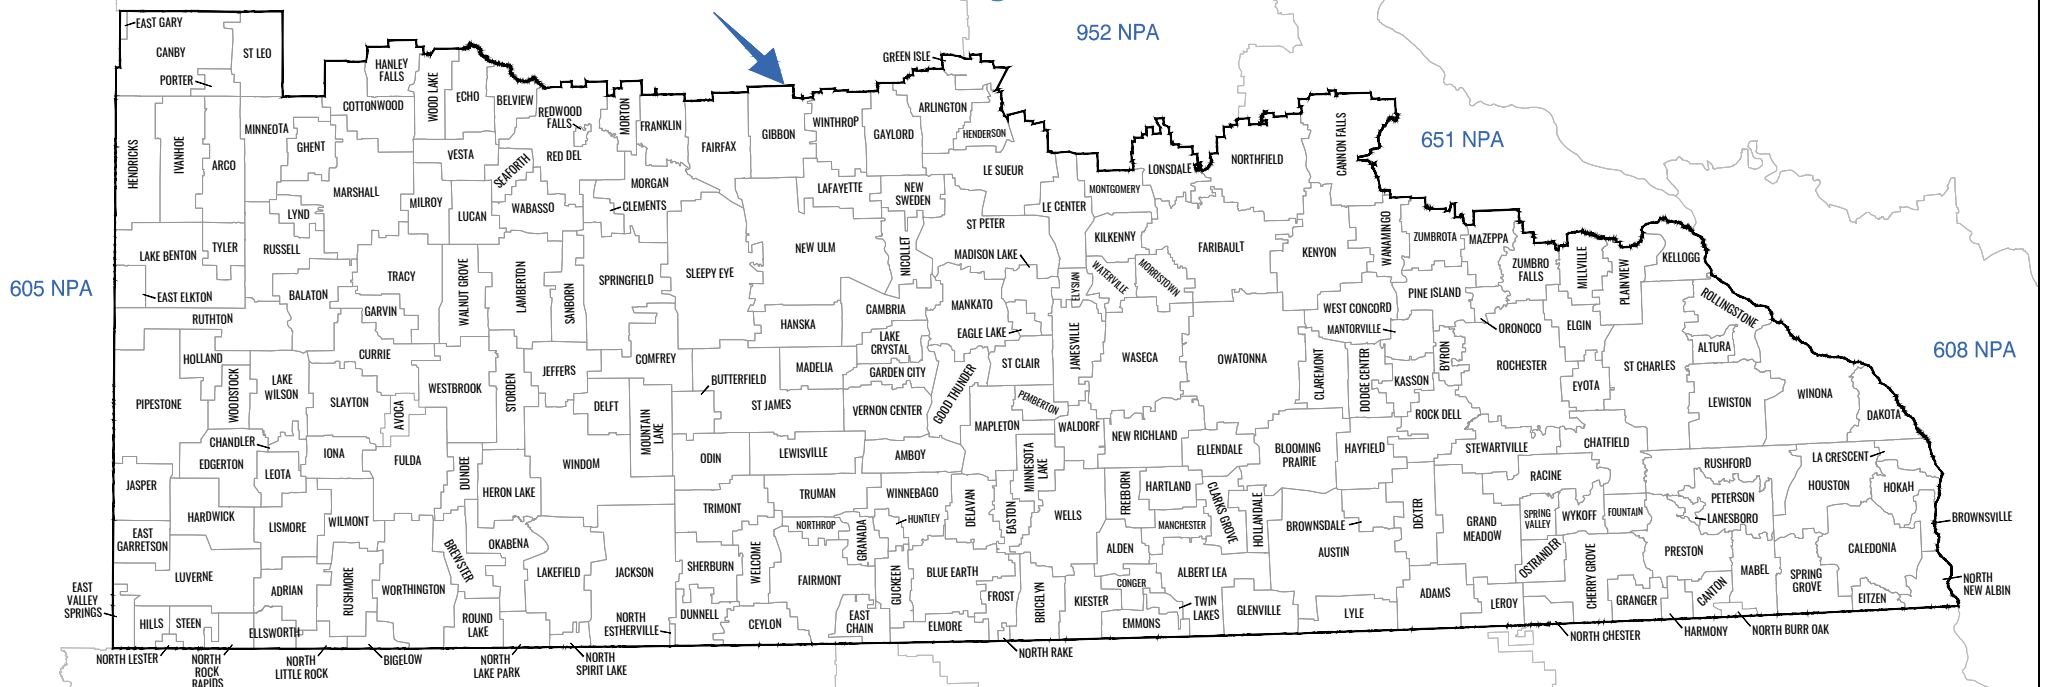 EAST GARY
CANBY
ST LEO
PORTER
HANLEY
FALLS
COTTONWOOD
WOOD LAKE
ECHO
BELVIEW
REDWOOD
FALLS
MORTON
FRANKLIN
FAIRFAX
GIBBON
WINTHROP
GAYLORD
GREEN ISLE
ARLINGTON
HENDERSON
952 NPA
651 NPA
LONSDALE
NORTHFIELD
CANNON FALLS
HENDRICKS
IVANHOE
ARCO
MINNEOTA
GHENT
VESTA
SEAFORTH
RED DEL
MARSHALL
MILROY
LUCAN
WABASSO
MORGAN
CLEMENTS
LAFAYETTE
NEW
SWEDEN
LE SUEUR
LE CENTER
MONTGOMERY
LYND
RUSSELL
TYLER
LAKE BENTON
EAST ELKTON
605 NPA
RUTHTON
BALATON
TRACY
GARVIN
WALNUT GROVE
LAMBERTON
SANBORN
SPRINGFIELD
SLEEPY EYE
NEW ULM
NICOLLET
ST PETER
MADISON LAKE
KILKENNY
WATERVILLE
MORRISTOWN
ELYSIAN
FARIBAULT
KENYON
WANAMINGO
ZUMBROTA
MAZEPPA
ZUMBRO
FALLS
MILLVILLE
PLAINVIEW
KELLOGG
ROLLINGSTONE
608 NPA
HANSKA
CAMBRIA
MANKATO
EAGLE LAKE
LAKE
CRYSTAL
GARDEN CITY
ST CLAIR
JANESVILLE
WASECA
OWATONNA
WEST CONCORD
MANTORVILLE
PINE ISLAND
ORONOCO
ELGIN
ALTURA
HOLLAND
WOODSTOCK
LAKE
WILSON
CURRIE
SLAYTON
AVOCA
WESTBROOK
STORDEN
JEFFERS
DELFT
COMFREY
MOUNTAIN
LAKE
BUTTERFIELD
ST JAMES
MADELIA
VERNON CENTER
GOOD THUNDER
MAPLETON
PEMBERTON
WALDORF
NEW RICHLAND
CLAREMONT
DODGE CENTER
KASSON
BYRON
ROCHESTER
EYOTA
ST CHARLES
LEWISTON
WINONA
DAKOTA
PIPESTONE
CHANDLER
EDGERTON
LEOTA
IONA
FULDA
DUNDEE
HERON LAKE
WINDOM
ODIN
LEWISVILLE
AMBOY
MINNESOTA
LAKE
ELLENDALE
BLOOMING
PRAIRIE
HAYFIELD
ROCK DELL
STEWARTVILLE
CHATFIELD
RUSHFORD
LA CRESCENT
HOUSTON
HOKAH
JASPER
HARDWICK
LISMORE
WILMONT
BREWSTER
OKABENA
TRIMONT
TRUMAN
WINNEBAGO
NORTHROP
GRANADA
HUNTLEY
DELAVAN
EASTON
WELLS
FREEBORN
HARTLAND
MANCHESTER
CLARKS GROVE
HOLLANDALE
BROWNSDALE
AUSTIN
DEXTER
GRAND
MEADOW
RACINE
SPRING
VALLEY
WYKOFF
FOUNTAIN
PETERSON
LANESBORO
BROWNSVILLE
CALEDONIA
EAST
GARRETSON
LUVERNE
ADRIAN
RUSHMORE
WORTHINGTON
LAKEFIELD
JACKSON
SHERBURN
WELCOME
FAIRMONT
GUCKEEN
BLUE EARTH
FROST
BRICELYN
KIESTER
ALDEN
CONGER
ALBERT LEA
TWIN
LAKES
GLENVILLE
LYLE
ADAMS
LEROY
OSTRANDER
CHERRY GROVE
GRANGER
PRESTON
CANTON
MABEL
SPRING
GROVE
EITZEN
NORTH
NEW ALBIN
EAST
VALLEY
SPRINGS
HILLS
STEEN
ELLSWORTH
ROUND
LAKE
NORTH
ESTHERVILLE
DUNNELL
CEYLON
EAST
CHAIN
ELMORE
EMMONS
NORTH LESTER
NORTH
ROCK
RAPIDS
NORTH
LITTLE ROCK
BIGELOW
NORTH
LAKE PARK
NORTH
SPIRIT LAKE
NORTH RAKE
NORTH CHESTER
HARMONY
NORTH BURR OAK